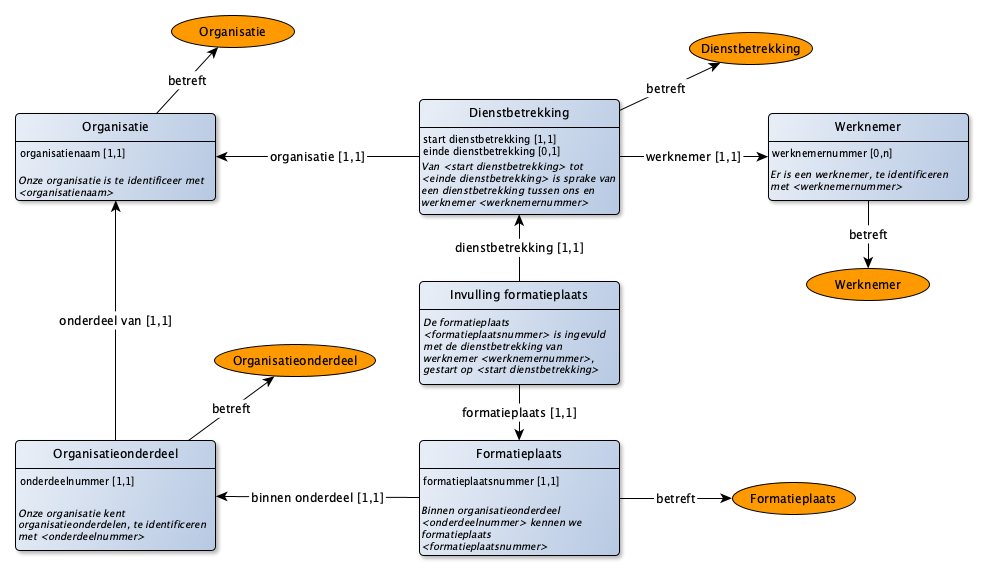 Organisatie
Dienstbetrekking
betreft
betreft
Organisatie
organisatienaam [1,1]
Onze organisatie is te identificeer met
<organisatienaam>
organisatie [1,1]
Dienstbetrekking
start dienstbetrekking [1,1]
einde dienstbetrekking [0,1]
Van <start dienstbetrekking> tot
<einde dienstbetrekking> is sprake van
een dienstbetrekking tussen ons en
werknemer <werknemernummer>
werknemer [1,1]
Werknemer
werknemernummer [0,n]
Er is een werknemer, te identificeren
met <werknemernummer>
betreft
Werknemer
dienstbetrekking [1,1]
Invulling formatieplaats
De formatieplaats
<formatieplaatsnummer> is ingevuld
met de dienstbetrekking van
werknemer <werknemernummer>,
gestart op <start dienstbetrekking>
onderdeel van [1,1]
Organisatieonderdeel
betreft
formatieplaats [1,1]
Organisatieonderdeel
onderdeelnummer [1,1]
Onze organisatie kent
organisatieonderdelen, te identificeren
met <onderdeelnummer>
binnen onderdeel [1,1]
Formatieplaats
formatieplaatsnummer [1,1]
Binnen organisatieonderdeel
<onderdeelnummer> kennen we
formatieplaats
<formatieplaatsnummer>
betreft
Formatieplaats